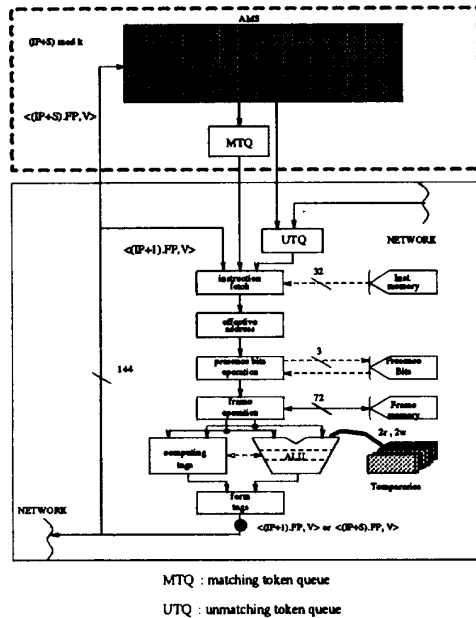 AMS
(IP+S) mod k
<(IP+S).FP, V>
MTQ
UTQ
NETWORK
<(IP+1).FP, V>
instruction
fetch
32
Inst.
memory
effective
address
144
presence bits
operation
3
Presence
Bits
frame
operation
72
Frame
memory
computing
tags
ALU
2r, 2w
Temporaries
form
tags
NETWORK
<(IP+1).FP, V> or <(IP+S).FP, V>
MTQ : matching token queue
UTQ : unmatching token queue